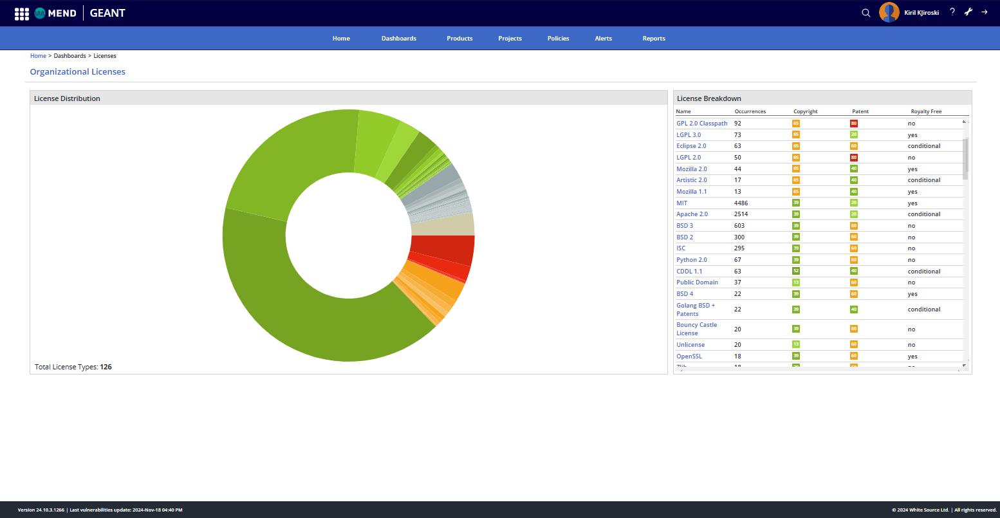 MEND GEANT Kiril KJiroski ?
Home Dashboards Products Projects Policies Alerts Reports
Home > Dashboards > Licenses
Organizational Licenses
License Distribution
Total License Types: 126
License Breakdown
Name Occurrences Copyright Patent Royalty Free
GPL 2.0 Classpath 92 65 80 no
LGPL 3.0 73 65 20 yes
Eclipse 2.0 63 65 60 conditional
LGPL 2.0 50 65 80 no
Mozilla 2.0 44 65 40 yes
Artistic 2.0 17 65 40 conditional
Mozilla 1.1 13 65 40 yes
MIT 4486 39 20 yes
Apache 2.0 2514 39 20 conditional
BSD 3 603 39 60 no
BSD 2 300 39 60 no
ISC 295 39 60 no
Python 2.0 67 39 60 no
CDDL 1.1 63 52 40 conditional
Public Domain 37 13 60 no
BSD 4 22 39 60 yes
Golang BSD +
Patents 22 39 40 conditional
Bouncy Castle
License 20 39 60 no
Unlicense 20 13 60 no
OpenSSL 18 39 60 yes
Version 24.10.3.1266 | Last vulnerabilities update: 2024-Nov-18 04:40 PM
© 2024 White Source Ltd. | All rights reserved.